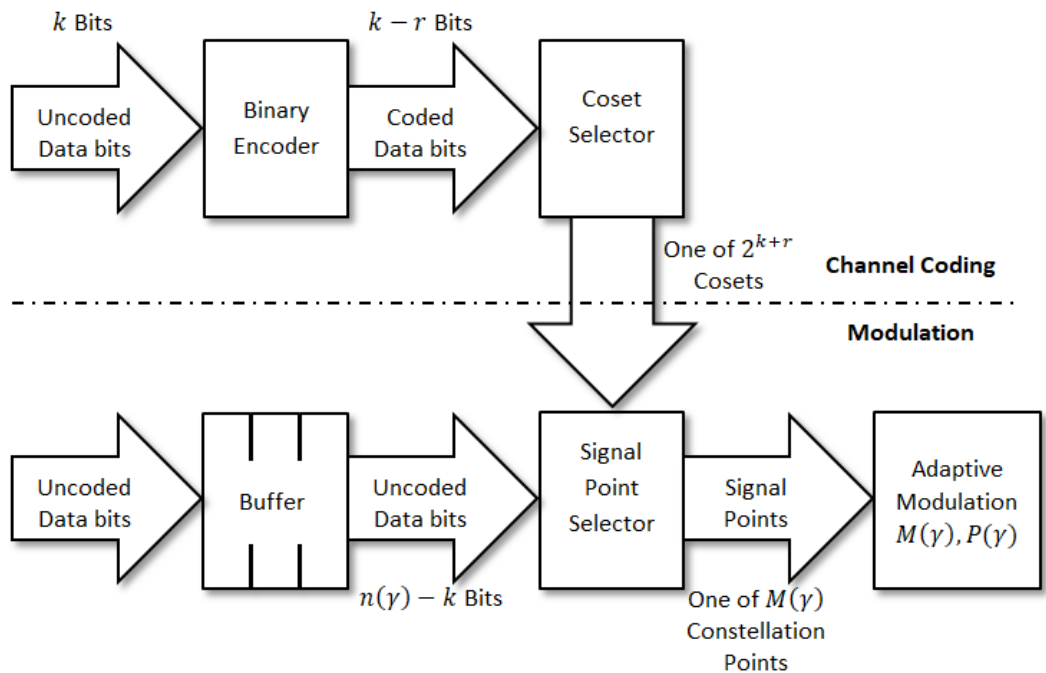 k Bits
k − r Bits
Uncoded
Data bits
Binary
Encoder
Coded
Data bits
Coset
Selector
One of 2^{k+r}
Cosets
Channel Coding
Modulation
Uncoded
Data bits
Buffer
Uncoded
Data bits
n(γ) − k Bits
Signal
Point
Selector
Signal
Points
One of M(γ)
Constellation
Points
Adaptive
Modulation
M(γ), P(γ)